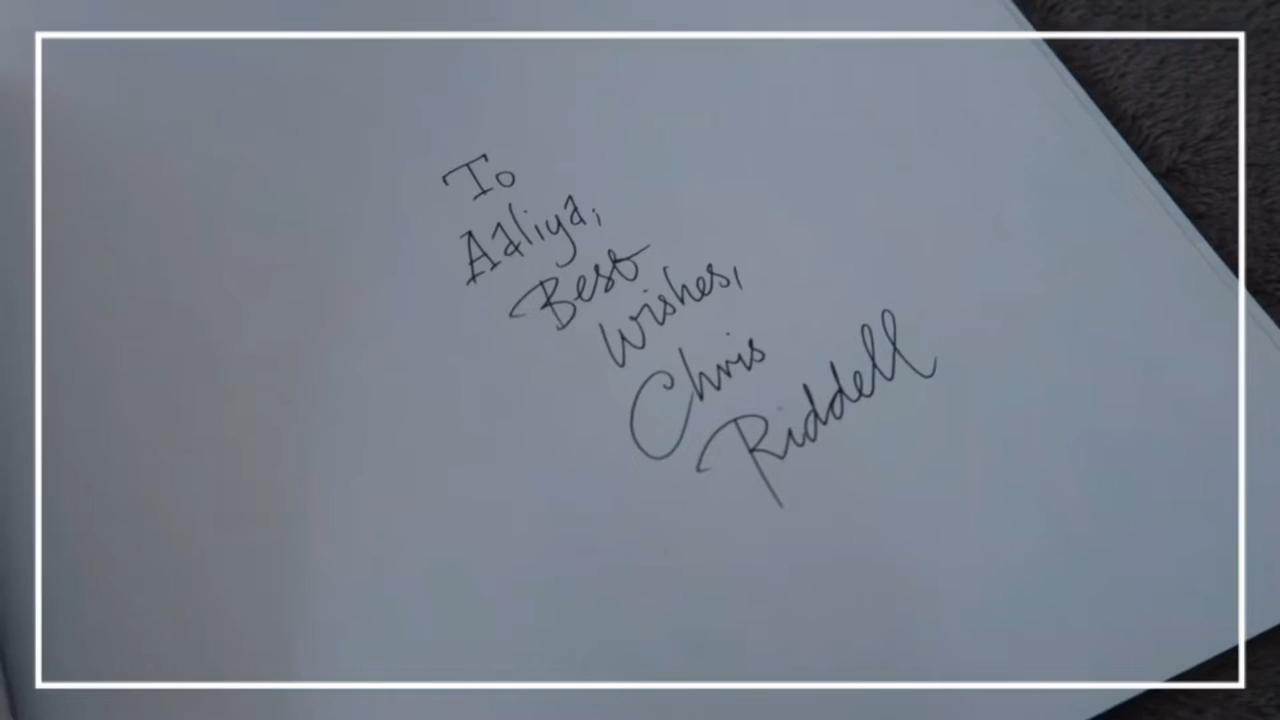 To
Aaliya,
Best
Wishes,
Chris
Riddell